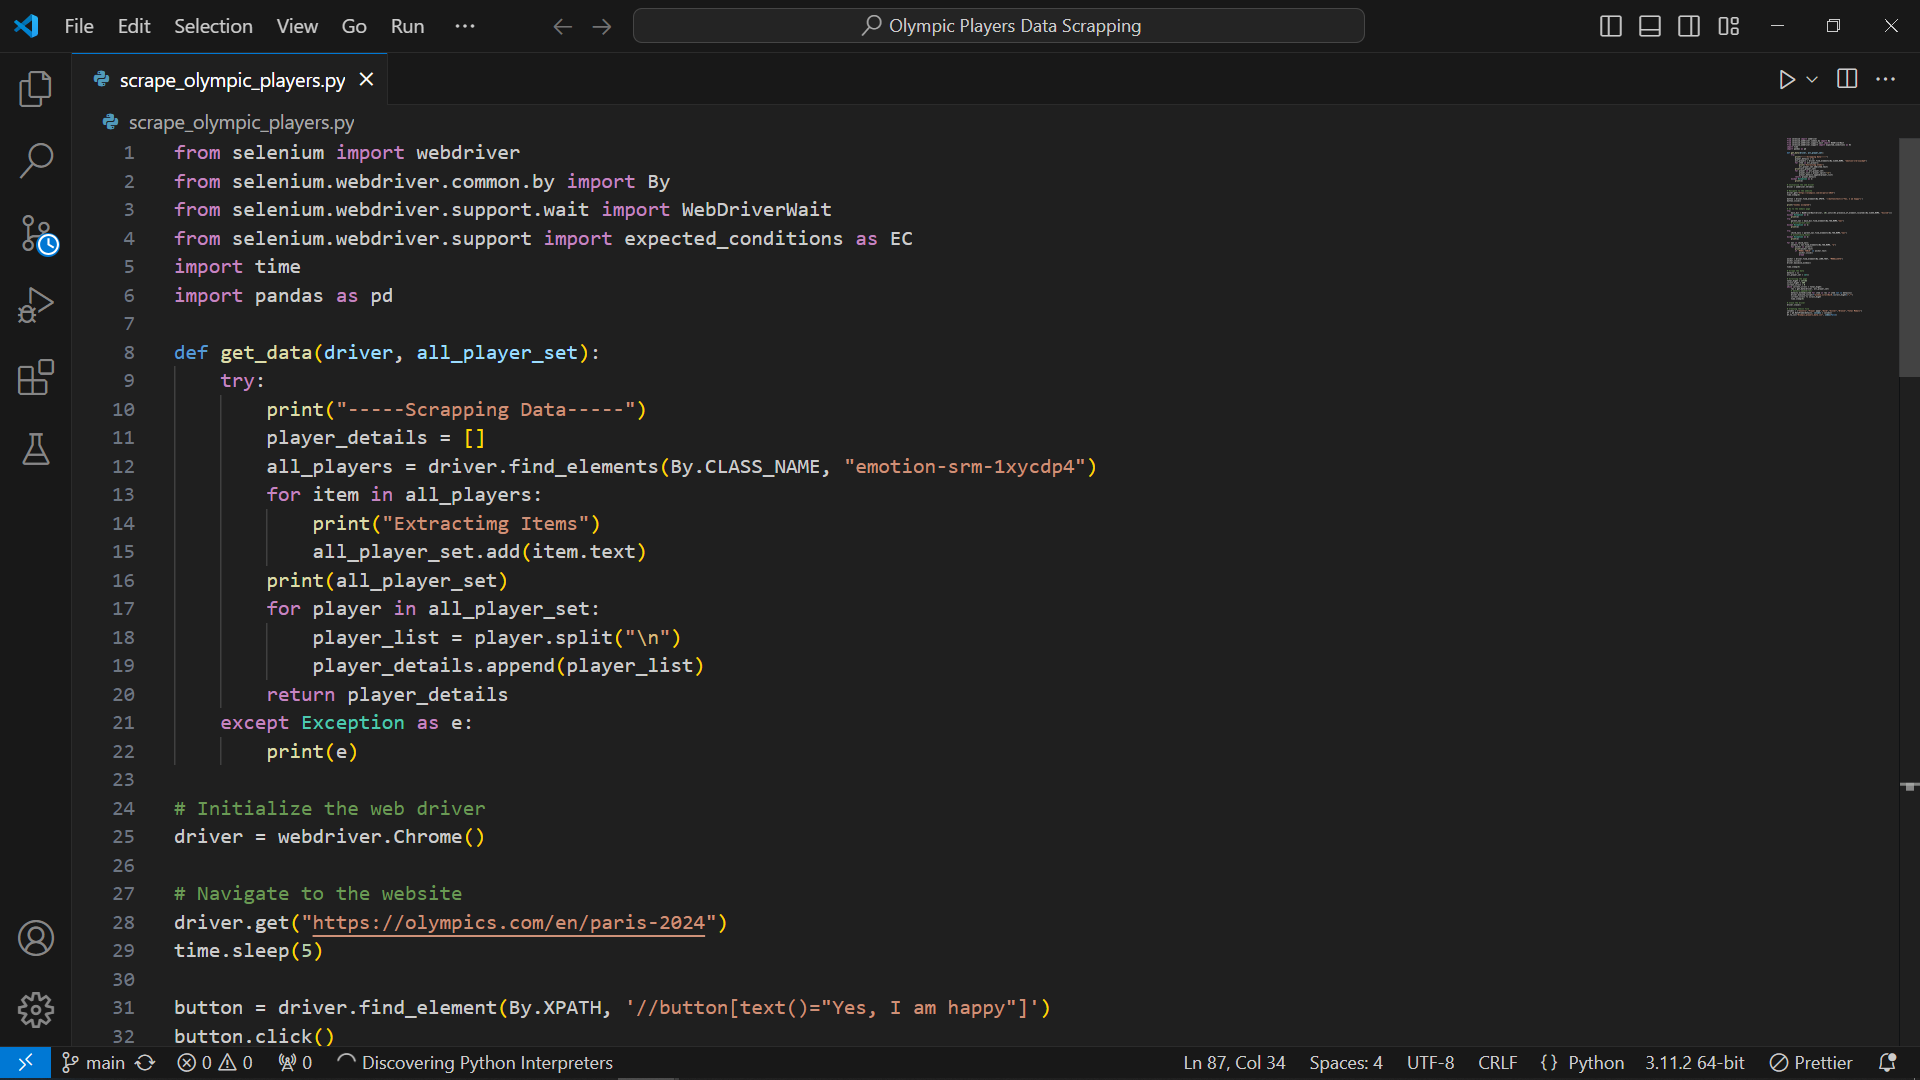 File Edit Selection View Go Run ··· Olympic Players Data Scrapping
scrape_olympic_players.py
scrape_olympic_players.py
1 from selenium import webdriver
2 from selenium.webdriver.common.by import By
3 from selenium.webdriver.support.wait import WebDriverWait
4 from selenium.webdriver.support import expected_conditions as EC
5 import time
6 import pandas as pd
7
8 def get_data(driver, all_player_set):
9     try:
10         print("-----Scrapping Data-----")
11         player_details = []
12         all_players = driver.find_elements(By.CLASS_NAME, "emotion-srm-1xycdp4")
13         for item in all_players:
14             print("Extractimg Items")
15             all_player_set.add(item.text)
16         print(all_player_set)
17         for player in all_player_set:
18             player_list = player.split("\n")
19             player_details.append(player_list)
20         return player_details
21     except Exception as e:
22         print(e)
23
24 # Initialize the web driver
25 driver = webdriver.Chrome()
26
27 # Navigate to the website
28 driver.get("https://olympics.com/en/paris-2024")
29 time.sleep(5)
30
31 button = driver.find_element(By.XPATH, '//button[text()="Yes, I am happy"]')
32 button.click()
main 0 0 0 Discovering Python Interpreters Ln 87, Col 34 Spaces: 4 UTF-8 CRLF {} Python 3.11.2 64-bit Prettier